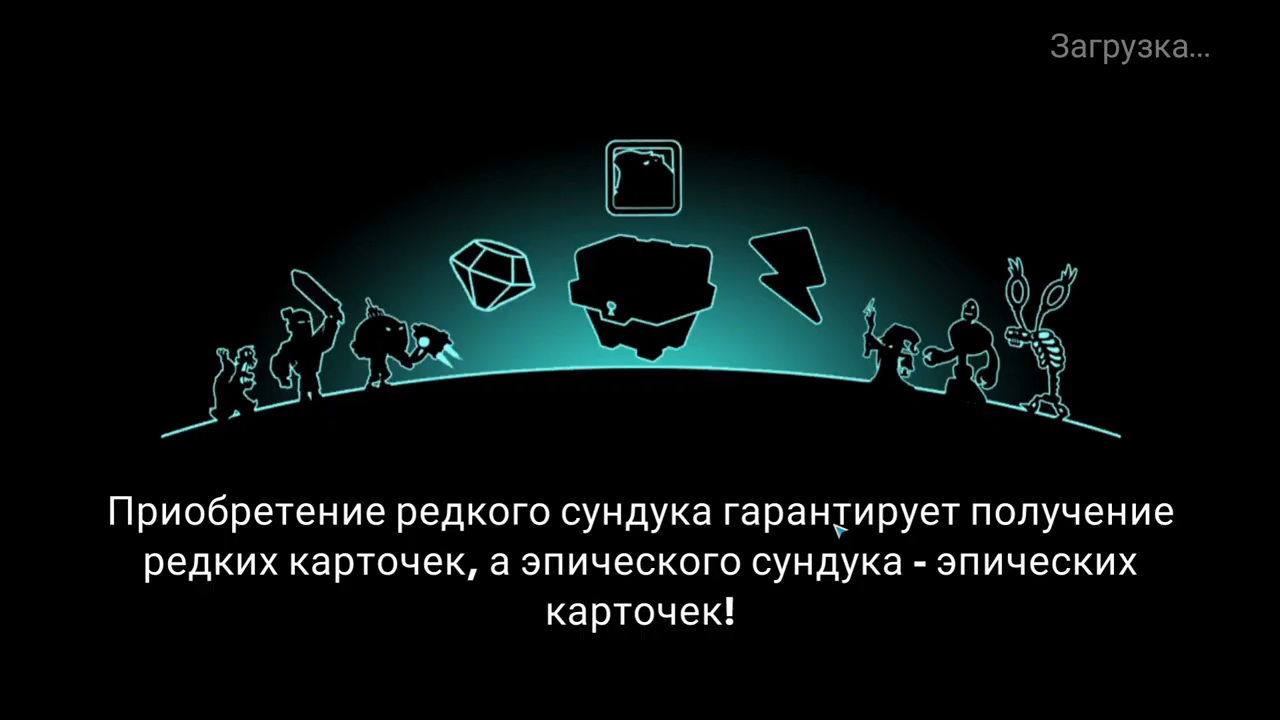 Загрузка...
Приобретение редкого сундука гарантирует получение
редких карточек, а эпического сундука - эпических
карточек!